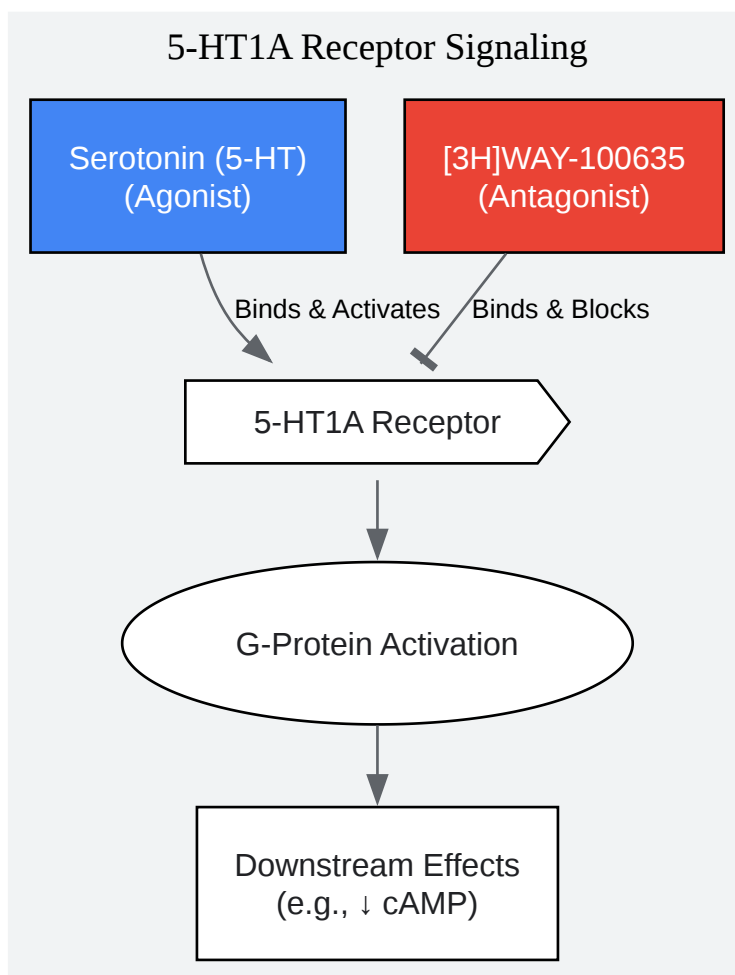 5-HT1A Receptor Signaling
Serotonin (5-HT)
(Agonist)
[3H]WAY-100635
(Antagonist)
Binds & Activates
Binds & Blocks
5-HT1A Receptor
G-Protein Activation
Downstream Effects
(e.g., ↓ cAMP)